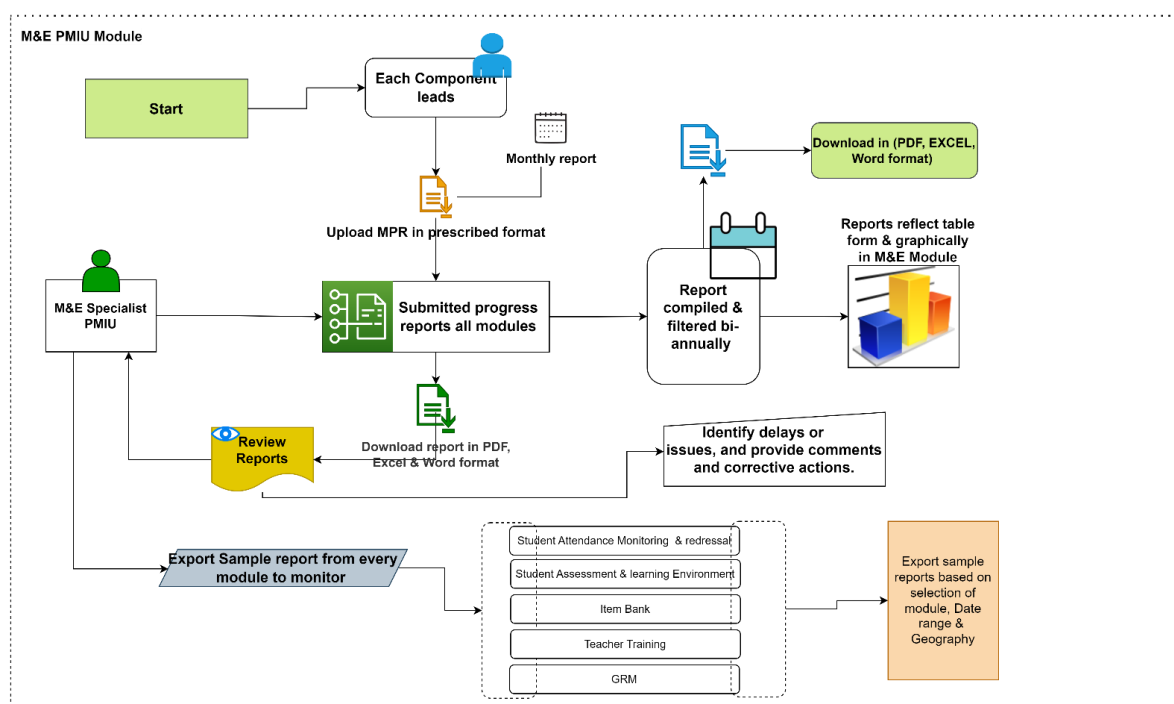 M&E PMIU Module
Start
Each Component
leads
Monthly report
Upload MPR in prescribed format
Download in (PDF, EXCEL,
Word format)
Reports reflect table
form & graphically
in M&E Module
M&E Specialist
PMIU
Submitted progress
reports all modules
Report
compiled &
filtered bi-
annually
Review
Reports
Download report in PDF,
Excel & Word format
Identify delays or
issues, and provide comments
and corrective actions.
Export Sample report from every
module to monitor
Student Attendance Monitoring & redressal
Student Assessment & learning Environment
Item Bank
Teacher Training
GRM
Export sample
reports based on
selection of
module, Date
range &
Geography